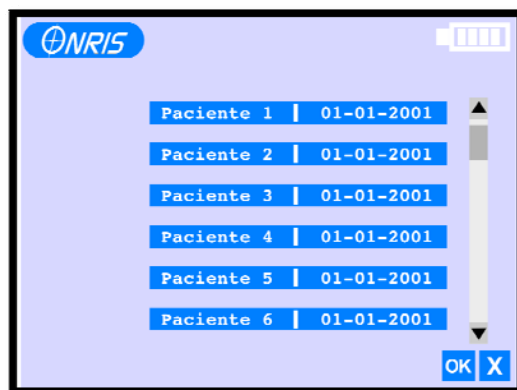 ONRIS
Paciente 1 | 01-01-2001
Paciente 2 | 01-01-2001
Paciente 3 | 01-01-2001
Paciente 4 | 01-01-2001
Paciente 5 | 01-01-2001
Paciente 6 | 01-01-2001
OK X